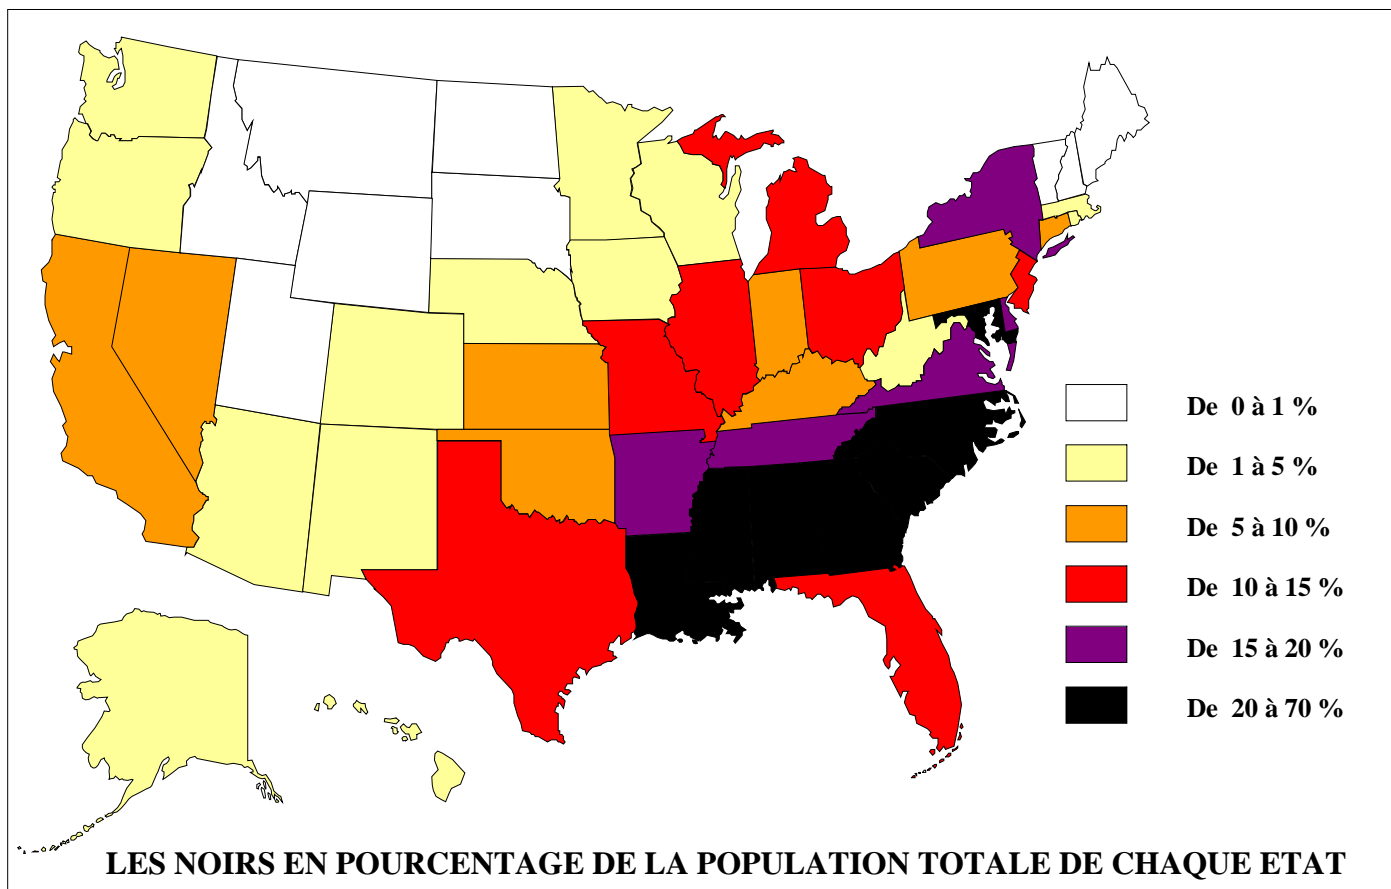 De 0 à 1 %
De 1 à 5 %
De 5 à 10 %
De 10 à 15 %
De 15 à 20 %
De 20 à 70 %
LES NOIRS EN POURCENTAGE DE LA POPULATION TOTALE DE CHAQUE ETAT